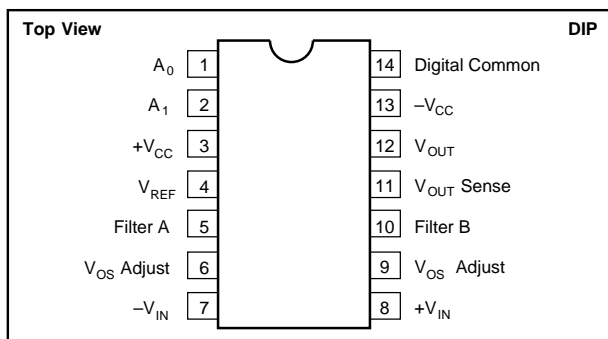 Top View DIP
A0 1 14 Digital Common
A1 2 13 –VCC
+VCC 3 12 VOUT
VREF 4 11 VOUT Sense
Filter A 5 10 Filter B
VOS Adjust 6 9 VOS Adjust
–VIN 7 8 +VIN